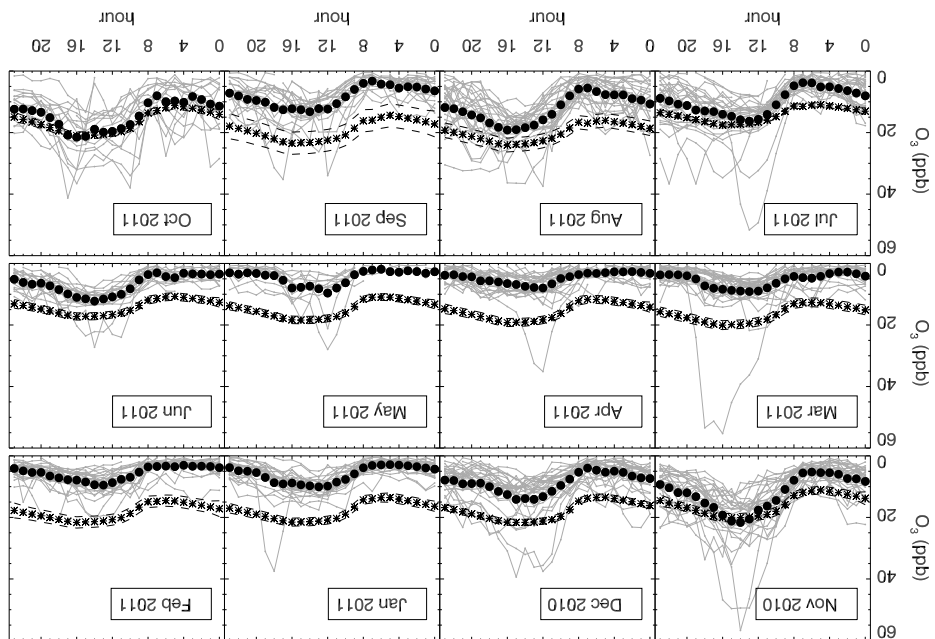 Nov 2010
Dec 2010
Jan 2011
Feb 2011
60
40
20
0
O₃ (ppb)
Mar 2011
Apr 2011
May 2011
Jun 2011
60
40
20
0
O₃ (ppb)
Jul 2011
Aug 2011
Sep 2011
Oct 2011
60
40
20
0
O₃ (ppb)
0 4 8 12 16 20
0 4 8 12 16 20
0 4 8 12 16 20
0 4 8 12 16 20
hour
hour
hour
hour